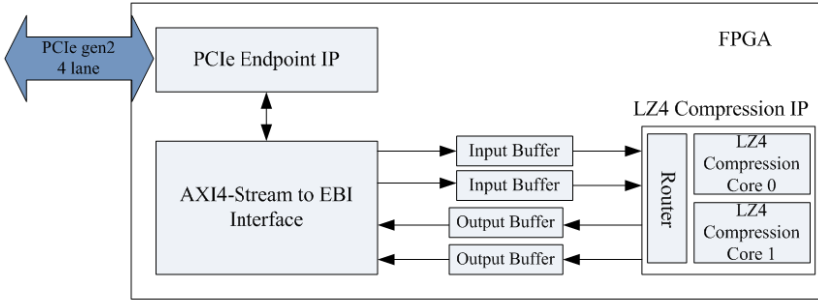 PCIe gen2
4 lane
PCIe Endpoint IP
FPGA
LZ4 Compression IP
AXI4-Stream to EBI
Interface
Input Buffer
Input Buffer
Output Buffer
Output Buffer
Router
LZ4
Compression
Core 0
LZ4
Compression
Core 1